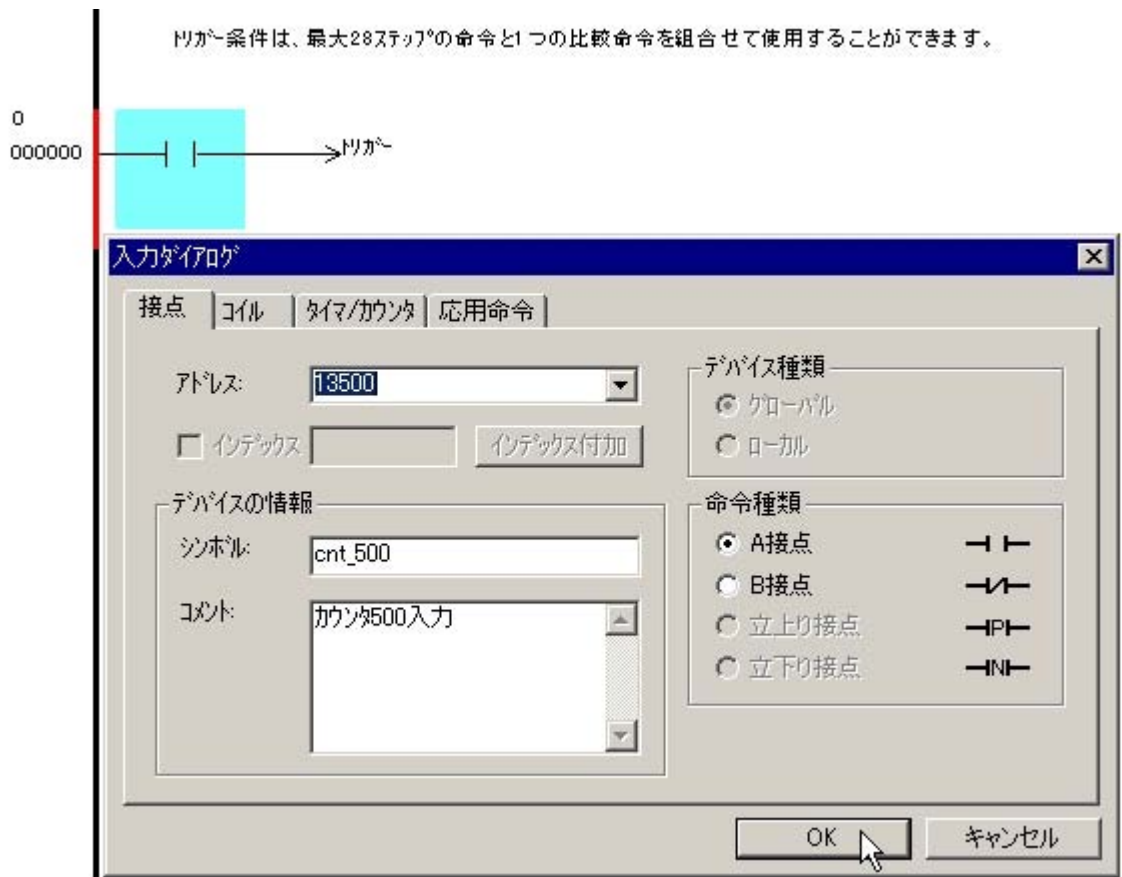 ﾄﾘｶﾞｰ条件は、最大28ｽﾃｯﾌﾟの命令と1つの比較命令を組合せて使用することができます。
0
000000
ﾄﾘｶﾞｰ
入力ﾀﾞｲｱﾛｸﾞ
接点 ｺｲﾙ ﾀｲﾏ/ｶｳﾝﾀ 応用命令
ｱﾄﾞﾚｽ: 13500
インデックス インデックス付加
ﾃﾞﾊﾞｲｽ種類
ｸﾞﾛｰﾊﾞﾙ
ﾛｰｶﾙ
ﾃﾞﾊﾞｲｽの情報
ｼﾝﾎﾞﾙ: cnt_500
ｺﾒﾝﾄ: ｶｳﾝﾀ500入力
命令種類
A接点
B接点
立上り接点 P
立下り接点 N
OK キャンセル